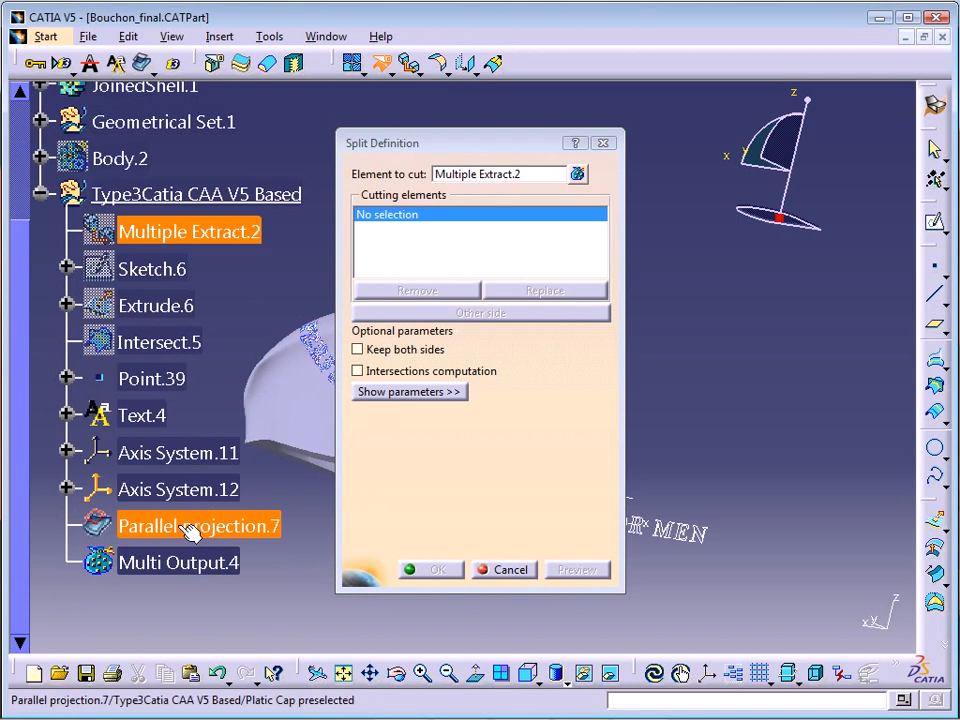 CATIA V5 - [Bouchon_final.CATPart]
Start File Edit View Insert Tools Window Help
JoinedShell.1
Geometrical Set.1
Body.2
Type3Catia CAA V5 Based
Multiple Extract.2
Sketch.6
Extrude.6
Intersect.5
Point.39
Text.4
Axis System.11
Axis System.12
Parallel projection.7
Multi Output.4
Split Definition
Element to cut: Multiple Extract.2
Cutting elements
No selection
Remove Replace
Other side
Optional parameters
Keep both sides
Intersections computation
Show parameters >>
OK Cancel Preview
z
x y
R MEN
z
x y
CATIA
Parallel projection.7/Type3Catia CAA V5 Based/Platic Cap preselected